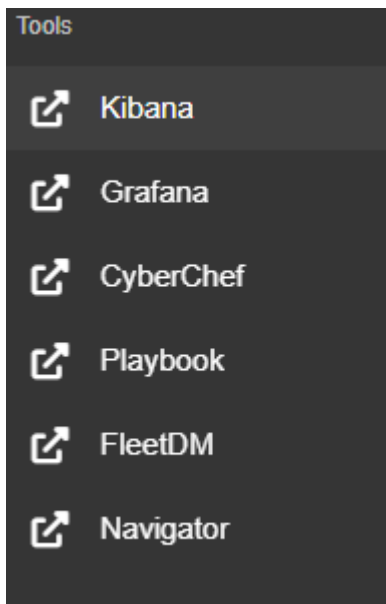 Tools
Kibana
Grafana
CyberChef
Playbook
FleetDM
Navigator